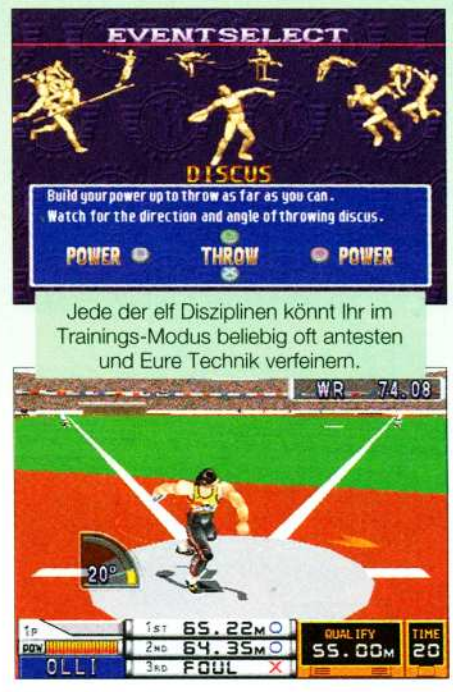 EVENT SELECT
DISCUS
Build your power up to throw as far as you can.
Watch for the direction and angle of throwing discus.
POWER THROW POWER
Jede der elf Disziplinen könnt Ihr im
Trainings-Modus beliebig oft antesten
und Eure Technik verfeinern.
WR 74.08
20°
1P
POW
OLLI
1ST 65.22M
2ND 64.35M
3RD FOUL X
QUALIFY
55.00M
TIME
20